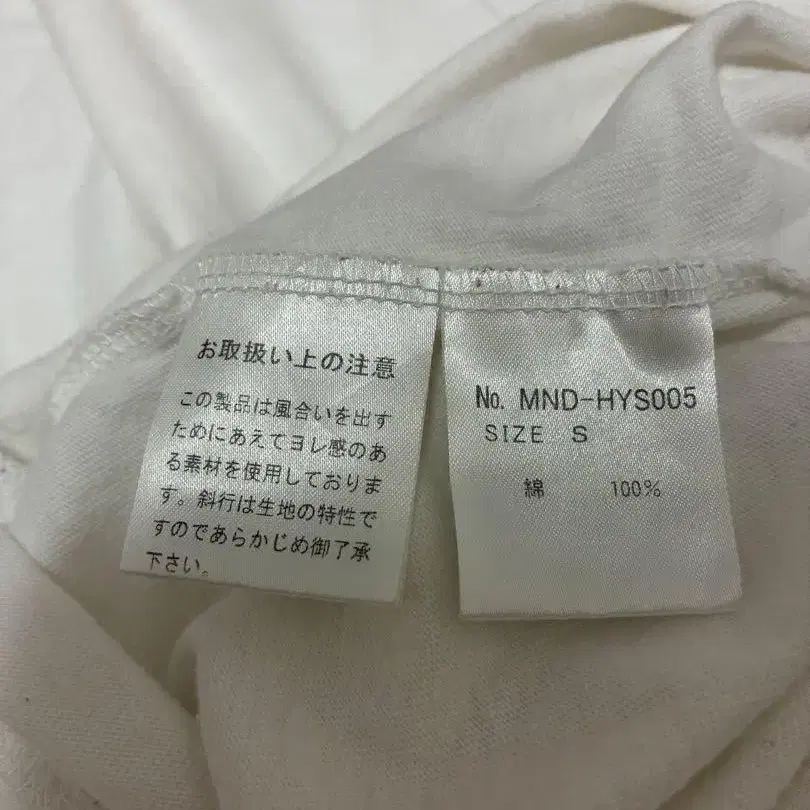 お取扱い上の注意
この製品は風合いを出す
ためにあえてヨレ感のあ
る素材を使用しておりま
す。斜行は生地の特性で
すのであらかじめ御了承
下さい。
No. MND-HYS005
SIZE S
綿 100%